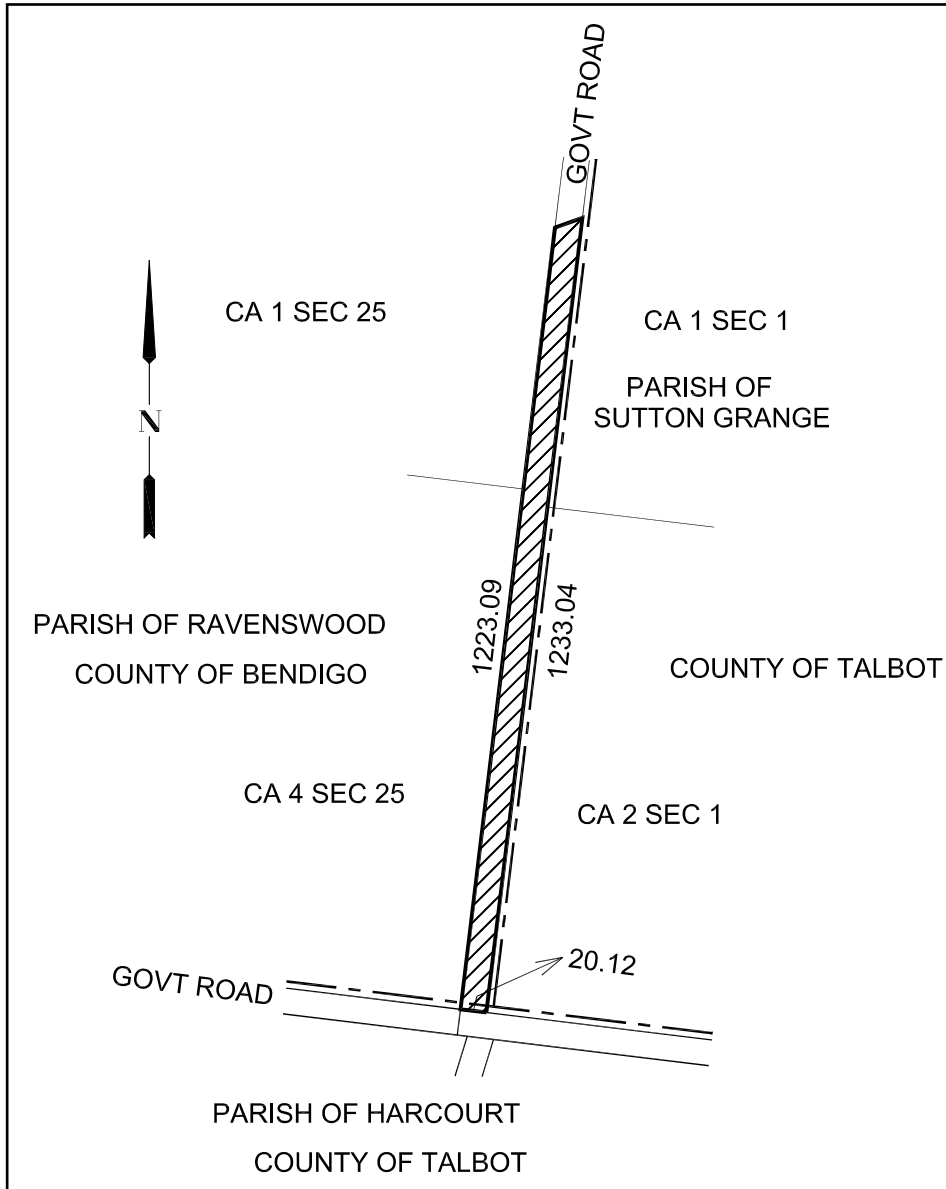 GOVT ROAD
CA 1 SEC 25
CA 1 SEC 1
PARISH OF
SUTTON GRANGE
N
1223.09
1233.04
PARISH OF RAVENSWOOD
COUNTY OF BENDIGO
COUNTY OF TALBOT
CA 4 SEC 25
CA 2 SEC 1
20.12
GOVT ROAD
PARISH OF HARCOURT
COUNTY OF TALBOT